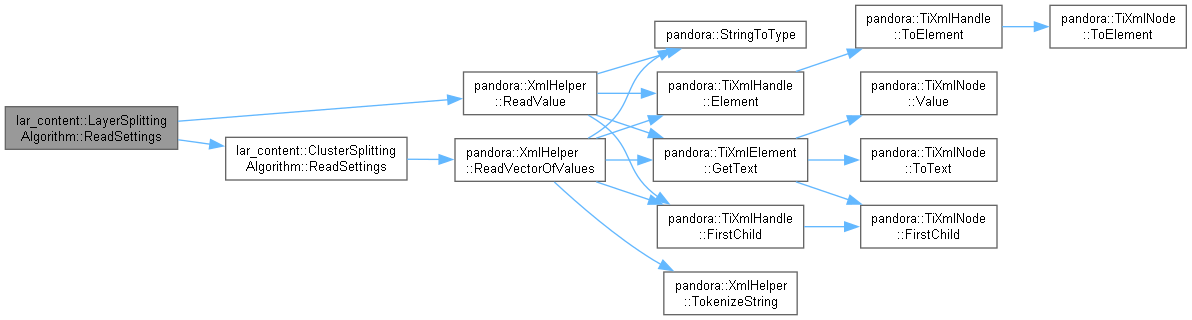 lar_content::LayerSplitting
Algorithm::ReadSettings
lar_content::ClusterSplitting
Algorithm::ReadSettings
pandora::XmlHelper
::ReadValue
pandora::XmlHelper
::ReadVectorOfValues
pandora::StringToType
pandora::TiXmlHandle
::Element
pandora::TiXmlElement
::GetText
pandora::TiXmlHandle
::FirstChild
pandora::XmlHelper
::TokenizeString
pandora::TiXmlHandle
::ToElement
pandora::TiXmlNode
::Value
pandora::TiXmlNode
::ToText
pandora::TiXmlNode
::FirstChild
pandora::TiXmlNode
::ToElement